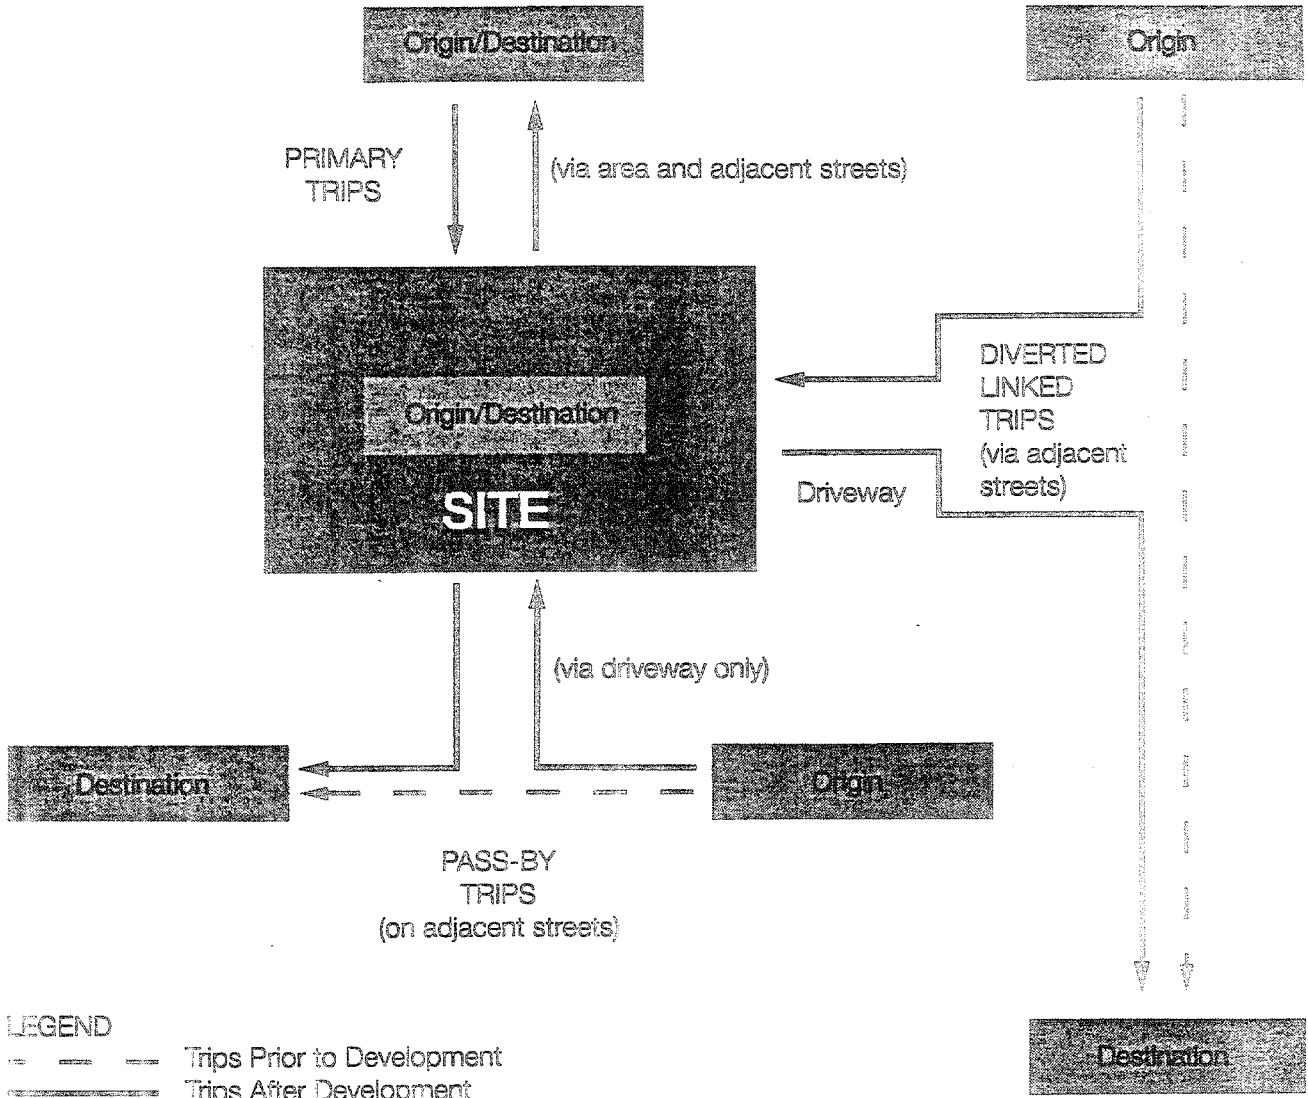 Origin/Destination
Origin
PRIMARY
TRIPS
(via area and adjacent streets)
DIVERTED
LINKED
TRIPS
(via adjacent
streets)
Origin/Destination
SITE
Driveway
(via driveway only)
Destination
Origin
PASS-BY
TRIPS
(on adjacent streets)
LEGEND
Trips Prior to Development
Trips After Development
Destination